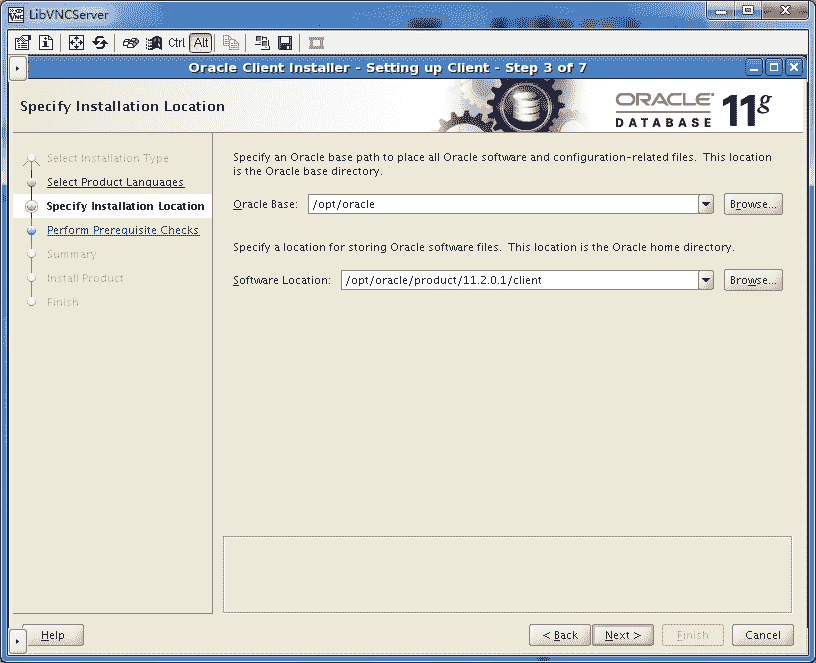 LibVNCServer
Ctrl Alt
Oracle Client Installer - Setting up Client - Step 3 of 7
Specify Installation Location
ORACLE
DATABASE 11g
Select Installation Type
Select Product Languages
Specify Installation Location
Perform Prerequisite Checks
Summary
Install Product
Finish
Specify an Oracle base path to place all Oracle software and configuration-related files. This location
is the Oracle base directory.
Oracle Base: /opt/oracle Browse...
Specify a location for storing Oracle software files. This location is the Oracle home directory.
Software Location: /opt/oracle/product/11.2.0.1/client Browse...
Help < Back Next > Finish Cancel